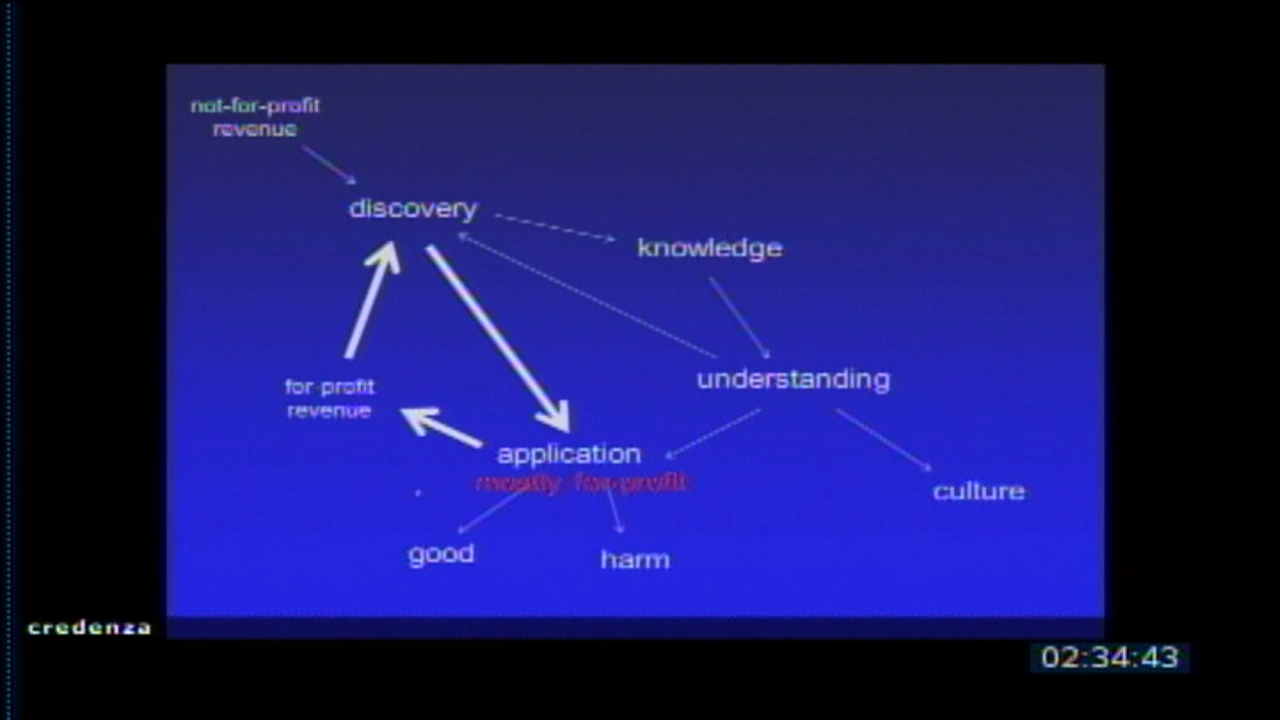 not-for-profit
revenue
discovery
knowledge
for-profit
revenue
understanding
application
mostly for-profit
culture
good
harm
credenza
02:34:43